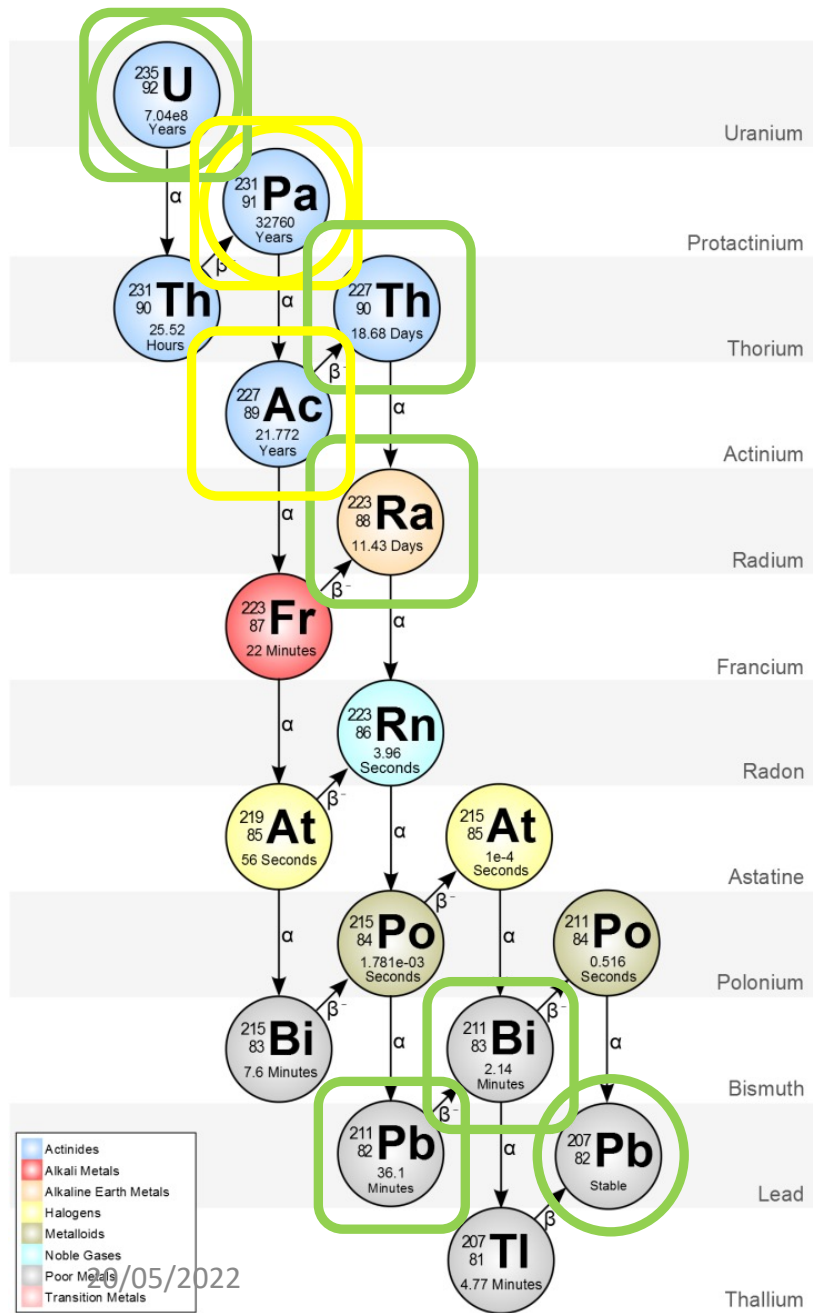 235
92 U
7.04e8
Years
Uranium
α
231
91 Pa
32760
Years
Protactinium
β⁻
231
90 Th
25.52
Hours
α
227
90 Th
18.68 Days
Thorium
β⁻
227
89 Ac
21.772
Years
α
Actinium
α
223
88 Ra
11.43 Days
Radium
β⁻
223
87 Fr
22 Minutes
α
Francium
α
223
86 Rn
3.96
Seconds
Radon
β⁻
219
85 At
56 Seconds
α
215
85 At
1e-4
Seconds
Astatine
β⁻
α
215
84 Po
1.781e-03
Seconds
α
211
84 Po
0.516
Seconds
Polonium
β⁻
β⁻
215
83 Bi
7.6 Minutes
α
211
83 Bi
2.14
Minutes
α
Bismuth
β⁻
211
82 Pb
36.1
Minutes
α
207
82 Pb
Stable
Lead
β⁻
207
81 Tl
4.77 Minutes
Thallium
Actinides
Alkali Metals
Alkaline Earth Metals
Halogens
Metalloids
Noble Gases
Poor Metals
Transition Metals
20/05/2022